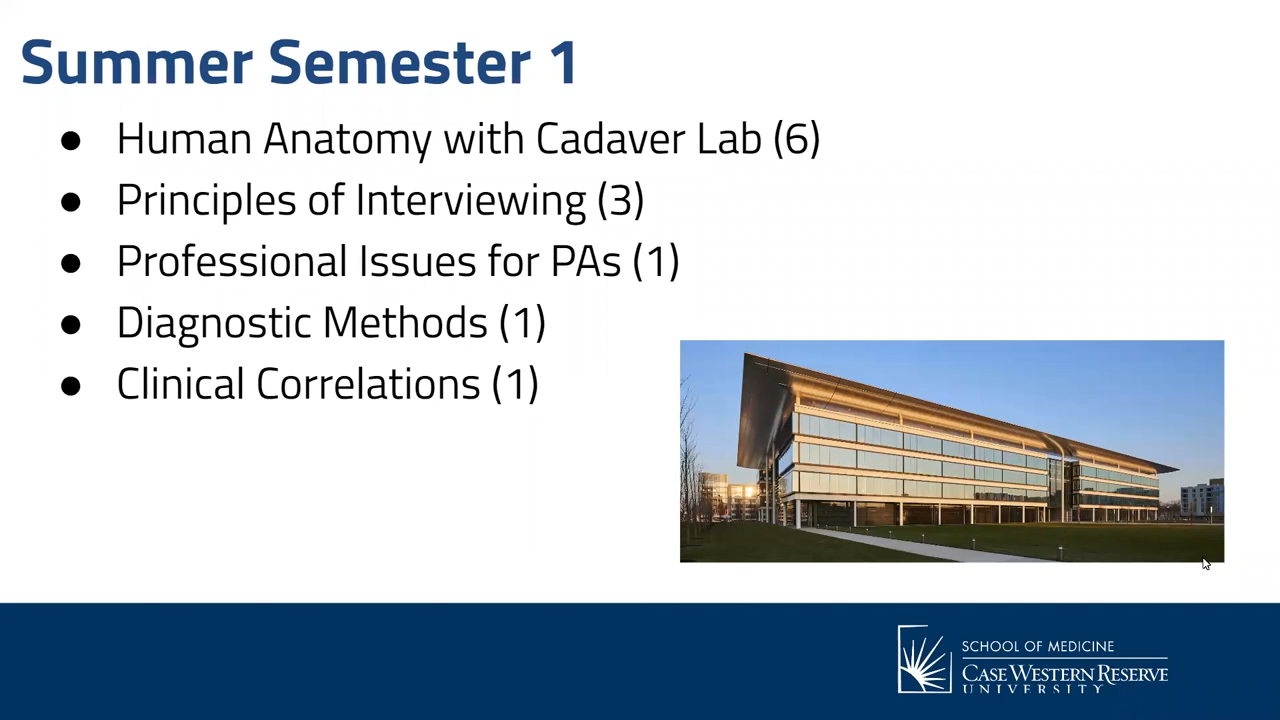 Summer Semester 1
● Human Anatomy with Cadaver Lab (6)
● Principles of Interviewing (3)
● Professional Issues for PAs (1)
● Diagnostic Methods (1)
● Clinical Correlations (1)
SCHOOL OF MEDICINE
CASE WESTERN RESERVE
UNIVERSITY